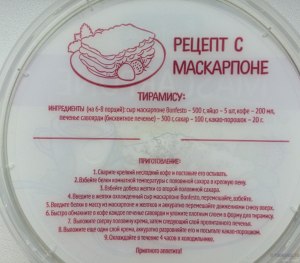 РЕЦЕПТ С
МАСКАРПОНЕ
ТИРАМИСУ:
ИНГРЕДИЕНТЫ (на 6-8 порций): сыр маскарпоне Bonfesto – 500 г, яйцо – 5 шт, кофе – 200 мл,
печенье савоярди (бисквитное печенье) – 300 г, сахар – 100 г, какао-порошок – 20 г.
ПРИГОТОВЛЕНИЕ:
1. Сварите крепкий несладкий кофе и поставьте его остывать.
2. Взбейте белки комнатной температуры с половиной сахара в крепкую пену.
3. Взбейте добела желтки со второй половиной сахара.
4. Введите в желтки охлажденный сыр маскарпоне Bonfesto, перемешайте, взбейте.
5. Введите белки в массу из маскарпоне и желтков и аккуратно перемешивайте движениями снизу вверх.
6. Быстро обмакните в кофе каждое печенье савоярди и уложите плотным слоем в форму для тирамису.
7. Выложите сверху половину крема, затем следующий слой пропитанного печенья.
8. Выложите еще один слой крема, аккуратно разровняйте его и посыпьте какао-порошком.
9. Охлаждайте в течение 4 часов в холодильнике.
Приятного аппетита!